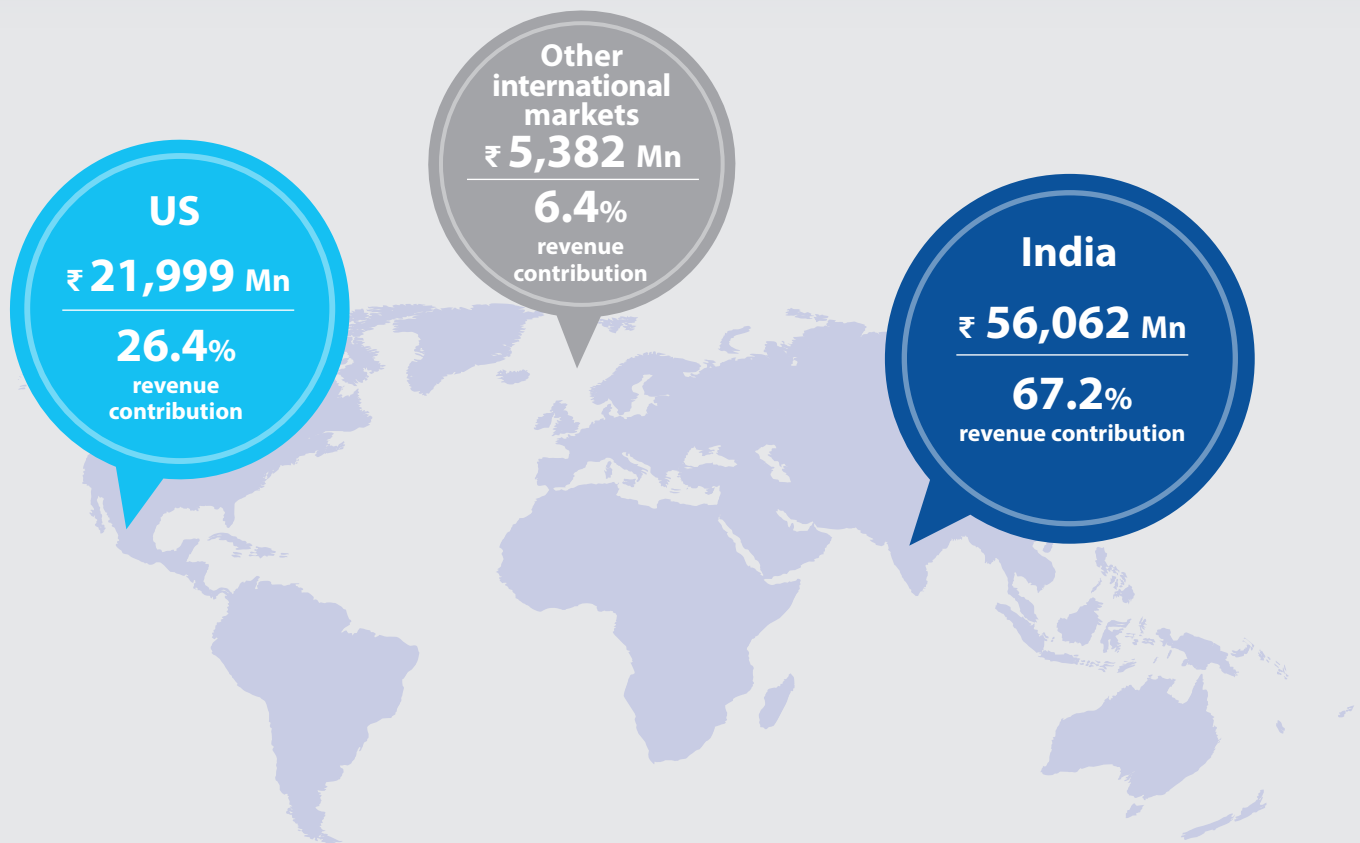 Other
international
markets
₹ 5,382 Mn
6.4%
revenue
contribution
US
₹ 21,999 Mn
26.4%
revenue
contribution
India
₹ 56,062 Mn
67.2%
revenue contribution